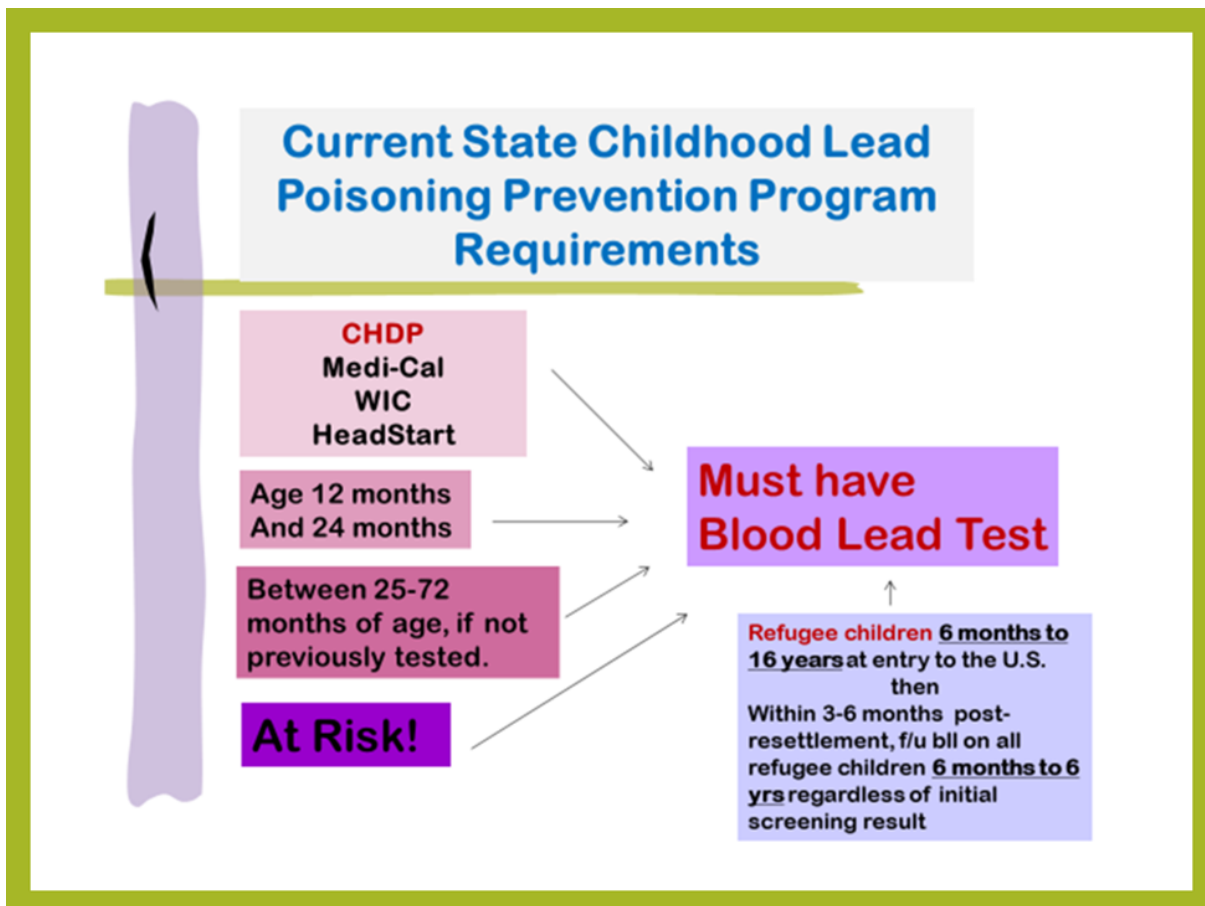 Current State Childhood Lead
Poisoning Prevention Program
Requirements
CHDP
Medi-Cal
WIC
HeadStart
Age 12 months
And 24 months
Between 25-72
months of age, if not
previously tested.
At Risk!
Must have
Blood Lead Test
Refugee children 6 months to
16 years at entry to the U.S.
then
Within 3-6 months post-
resettlement, f/u bll on all
refugee children 6 months to 6
yrs regardless of initial
screening result